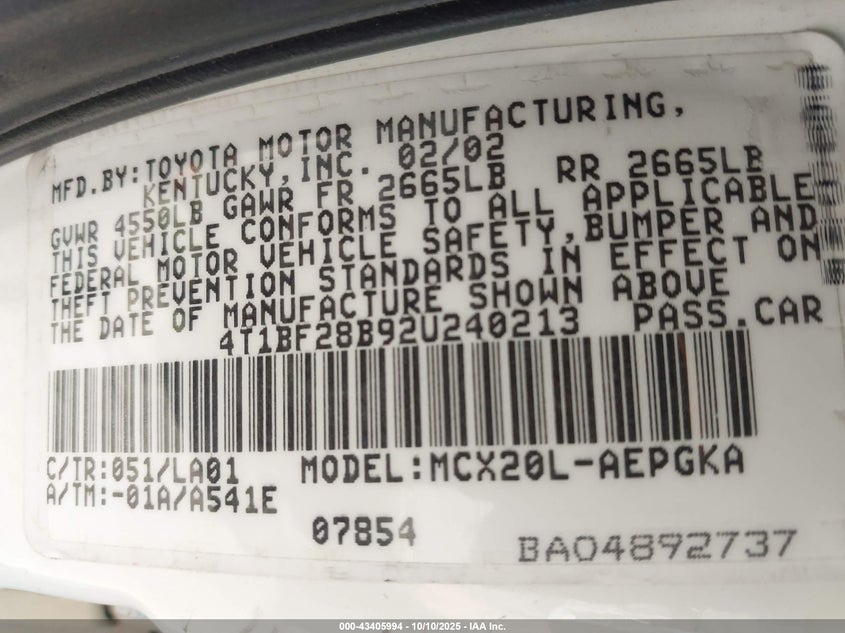 MFD.BY:TOYOTA MOTOR MANUFACTURING,
KENTUCKY,INC. 02/02
GVWR 4550LB GAWR FR 2665LB RR 2665LB
THIS VEHICLE CONFORMS TO ALL APPLICABLE
FEDERAL MOTOR VEHICLE SAFETY,BUMPER AND
THEFT PREVENTION STANDARDS IN EFFECT ON
THE DATE OF MANUFACTURE SHOWN ABOVE
4T1BF28B92U240213 PASS.CAR
C/TR:051/LA01 MODEL:MCX20L-AEPGKA
A/TM:-01A/A541E
07854
BA04892737
000-43405994 - 10/10/2025 - IAA Inc.